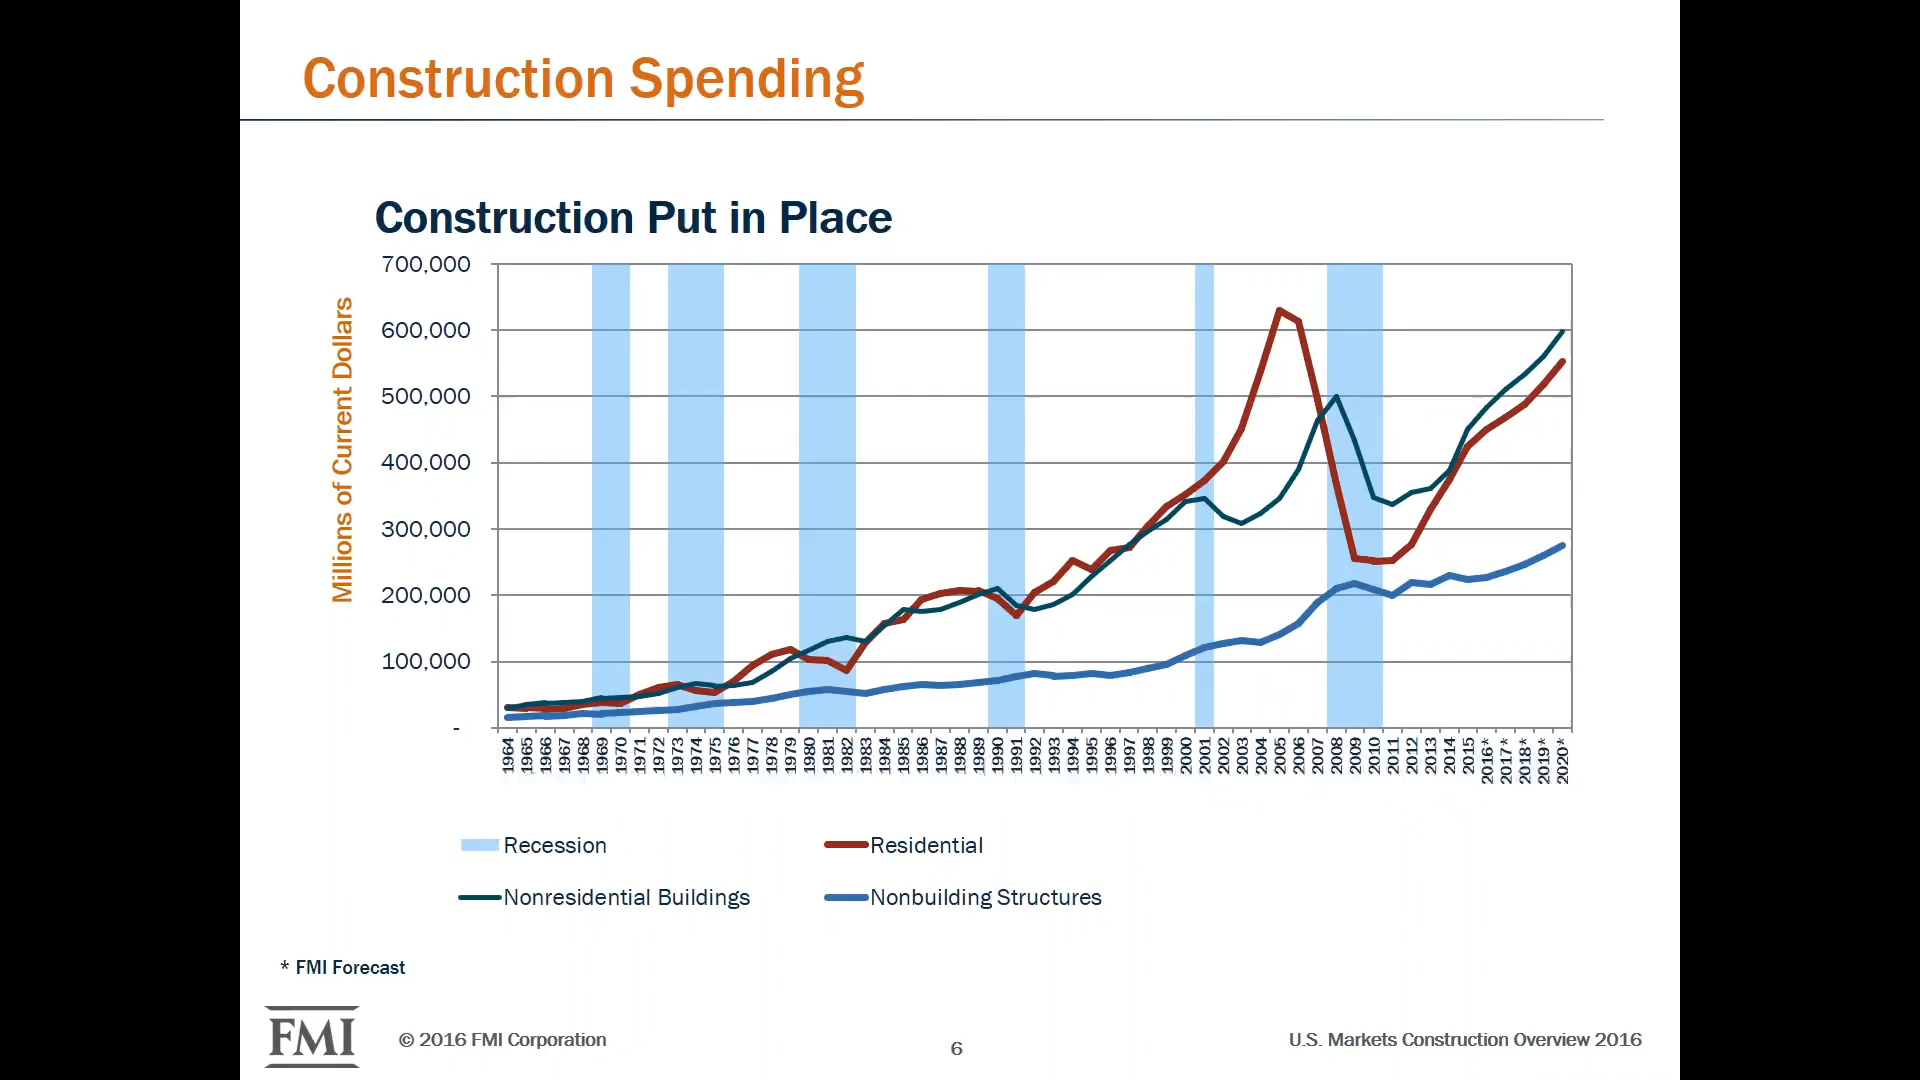 Construction Spending
Construction Put in Place
Millions of Current Dollars
700,000
600,000
500,000
400,000
300,000
200,000
100,000
-
1964 1965 1966 1967 1968 1969 1970 1971 1972 1973 1974 1975 1976 1977 1978 1979 1980 1981 1982 1983 1984 1985 1986 1987 1988 1989 1990 1991 1992 1993 1994 1995 1996 1997 1998 1999 2000 2001 2002 2003 2004 2005 2006 2007 2008 2009 2010 2011 2012 2013 2014 2015 2016* 2017* 2018* 2019* 2020*
Recession Residential
Nonresidential Buildings Nonbuilding Structures
* FMI Forecast
FMI © 2016 FMI Corporation 6 U.S. Markets Construction Overview 2016